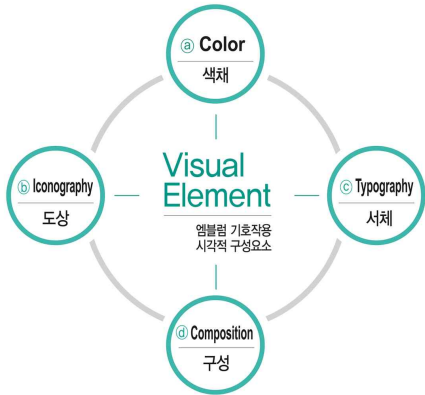 ⓐ Color
색채
Visual
Element
ⓑ Iconography
도상
ⓒ Typography
서체
엠블럼 기호작용
시각적 구성요소
ⓓ Composition
구성